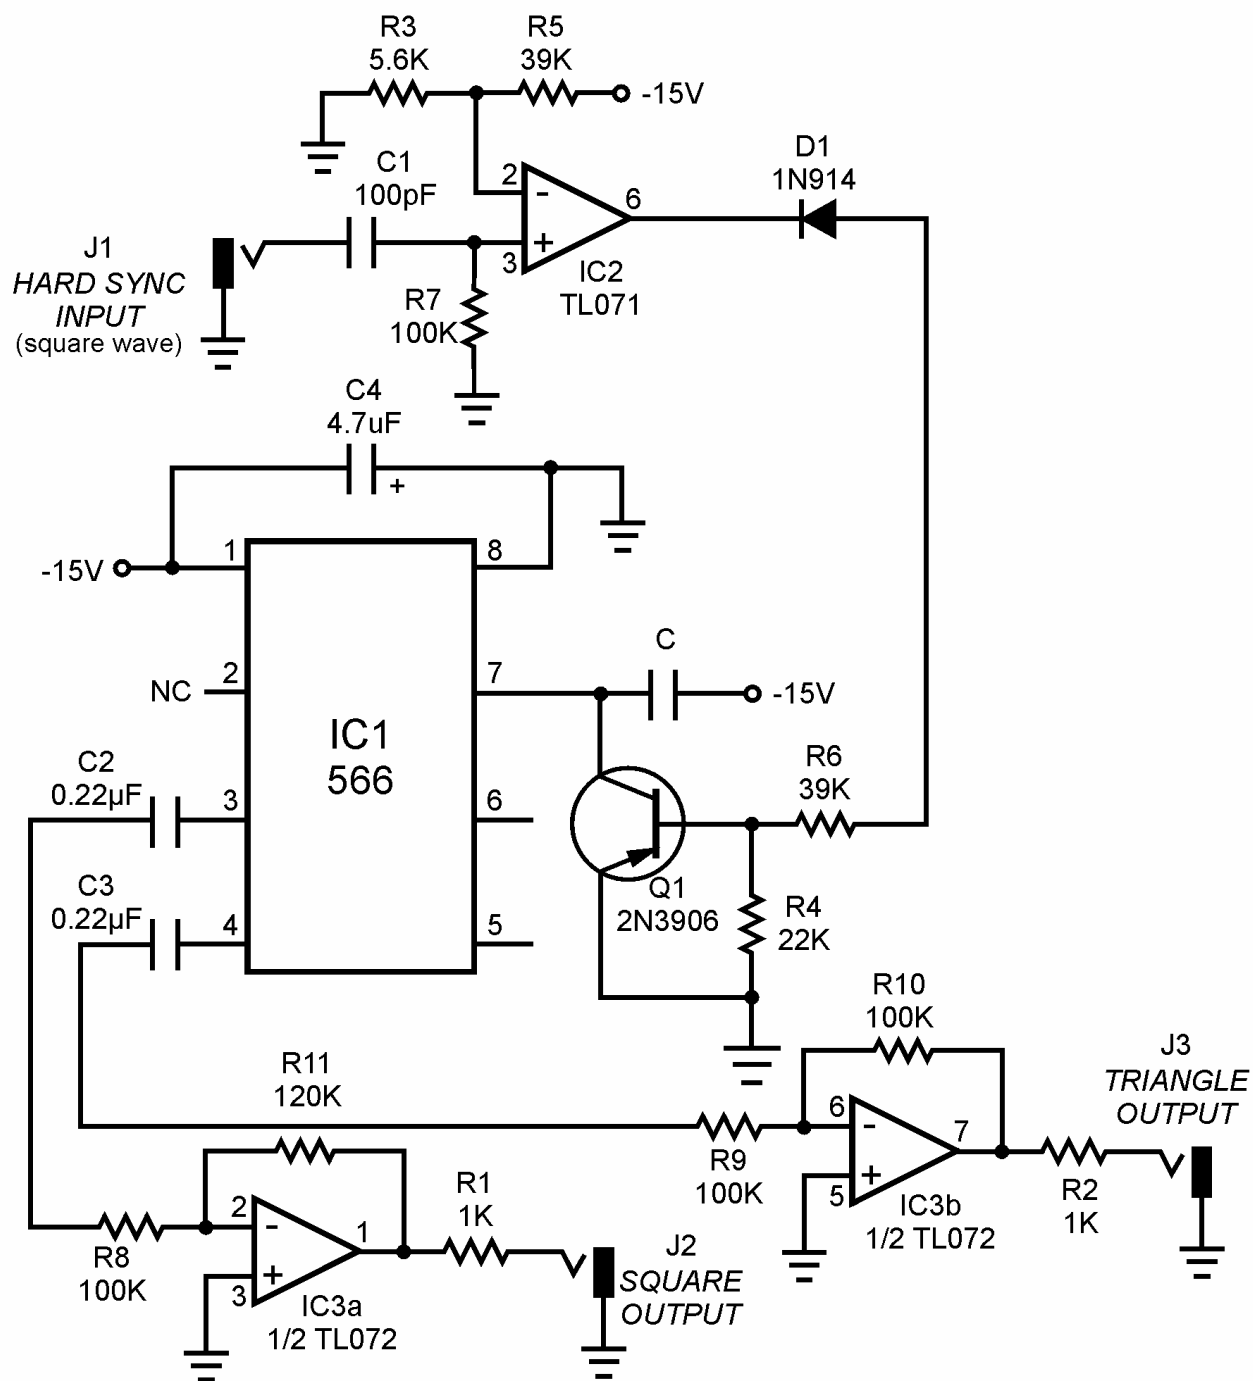 R3
5.6K
R5
39K
-15V
C1
100pF
D1
1N914
2
-
6
+
3
IC2
TL071
J1
HARD SYNC
INPUT
(square wave)
R7
100K
C4
4.7uF
+
-15V
1
8
NC
2
7
C
-15V
IC1
566
C2
0.22µF
3
6
R6
39K
C3
0.22µF
4
5
Q1
2N3906
R4
22K
R10
100K
J3
TRIANGLE
OUTPUT
R11
120K
6
-
7
+
5
R9
100K
IC3b
1/2 TL072
R2
1K
R8
100K
2
-
1
+
3
IC3a
1/2 TL072
R1
1K
J2
SQUARE
OUTPUT